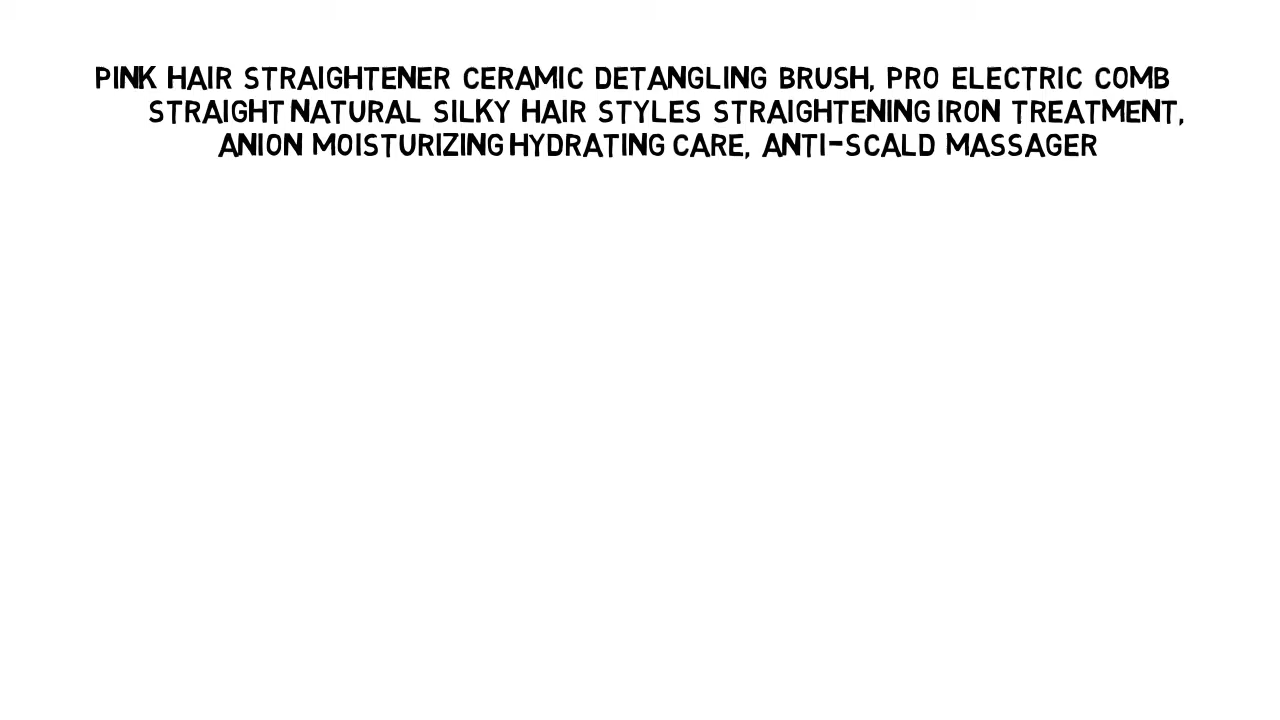 PINK HAIR STRAIGHTENER CERAMIC DETANGLING BRUSH, PRO ELECTRIC COMB
STRAIGHT NATURAL SILKY HAIR STYLES STRAIGHTENING IRON TREATMENT,
ANION MOISTURIZING HYDRATING CARE, ANTI-SCALD MASSAGER